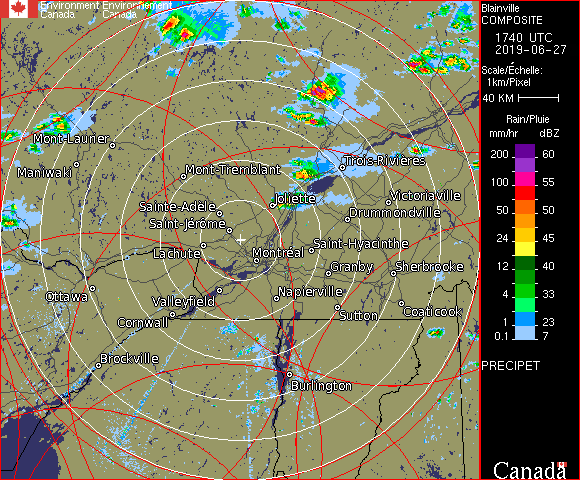 Environment Environnement
Canada Canada
Blainville
COMPOSITE
1740 UTC
2019-06-27
Scale/Échelle:
1km/Pixel
40 KM
Rain/Pluie
mm/hr dBZ
200 60
100 55
50 50
24 45
12 40
4 33
1 23
0.1 7
PRECIPET
Canada
Mont-Laurier
Maniwaki
Mont-Tremblant
Trois-Rivieres
Sainte-Adele
Joliette
Victoriaville
Drummondville
Saint-Jérome
Lachute
Montréal
Saint-Hyacinthe
Granby
Sherbrooke
Ottawa
Valleyfield
Napierville
Cornwall
Sutton
Coaticook
Brockville
Burlington